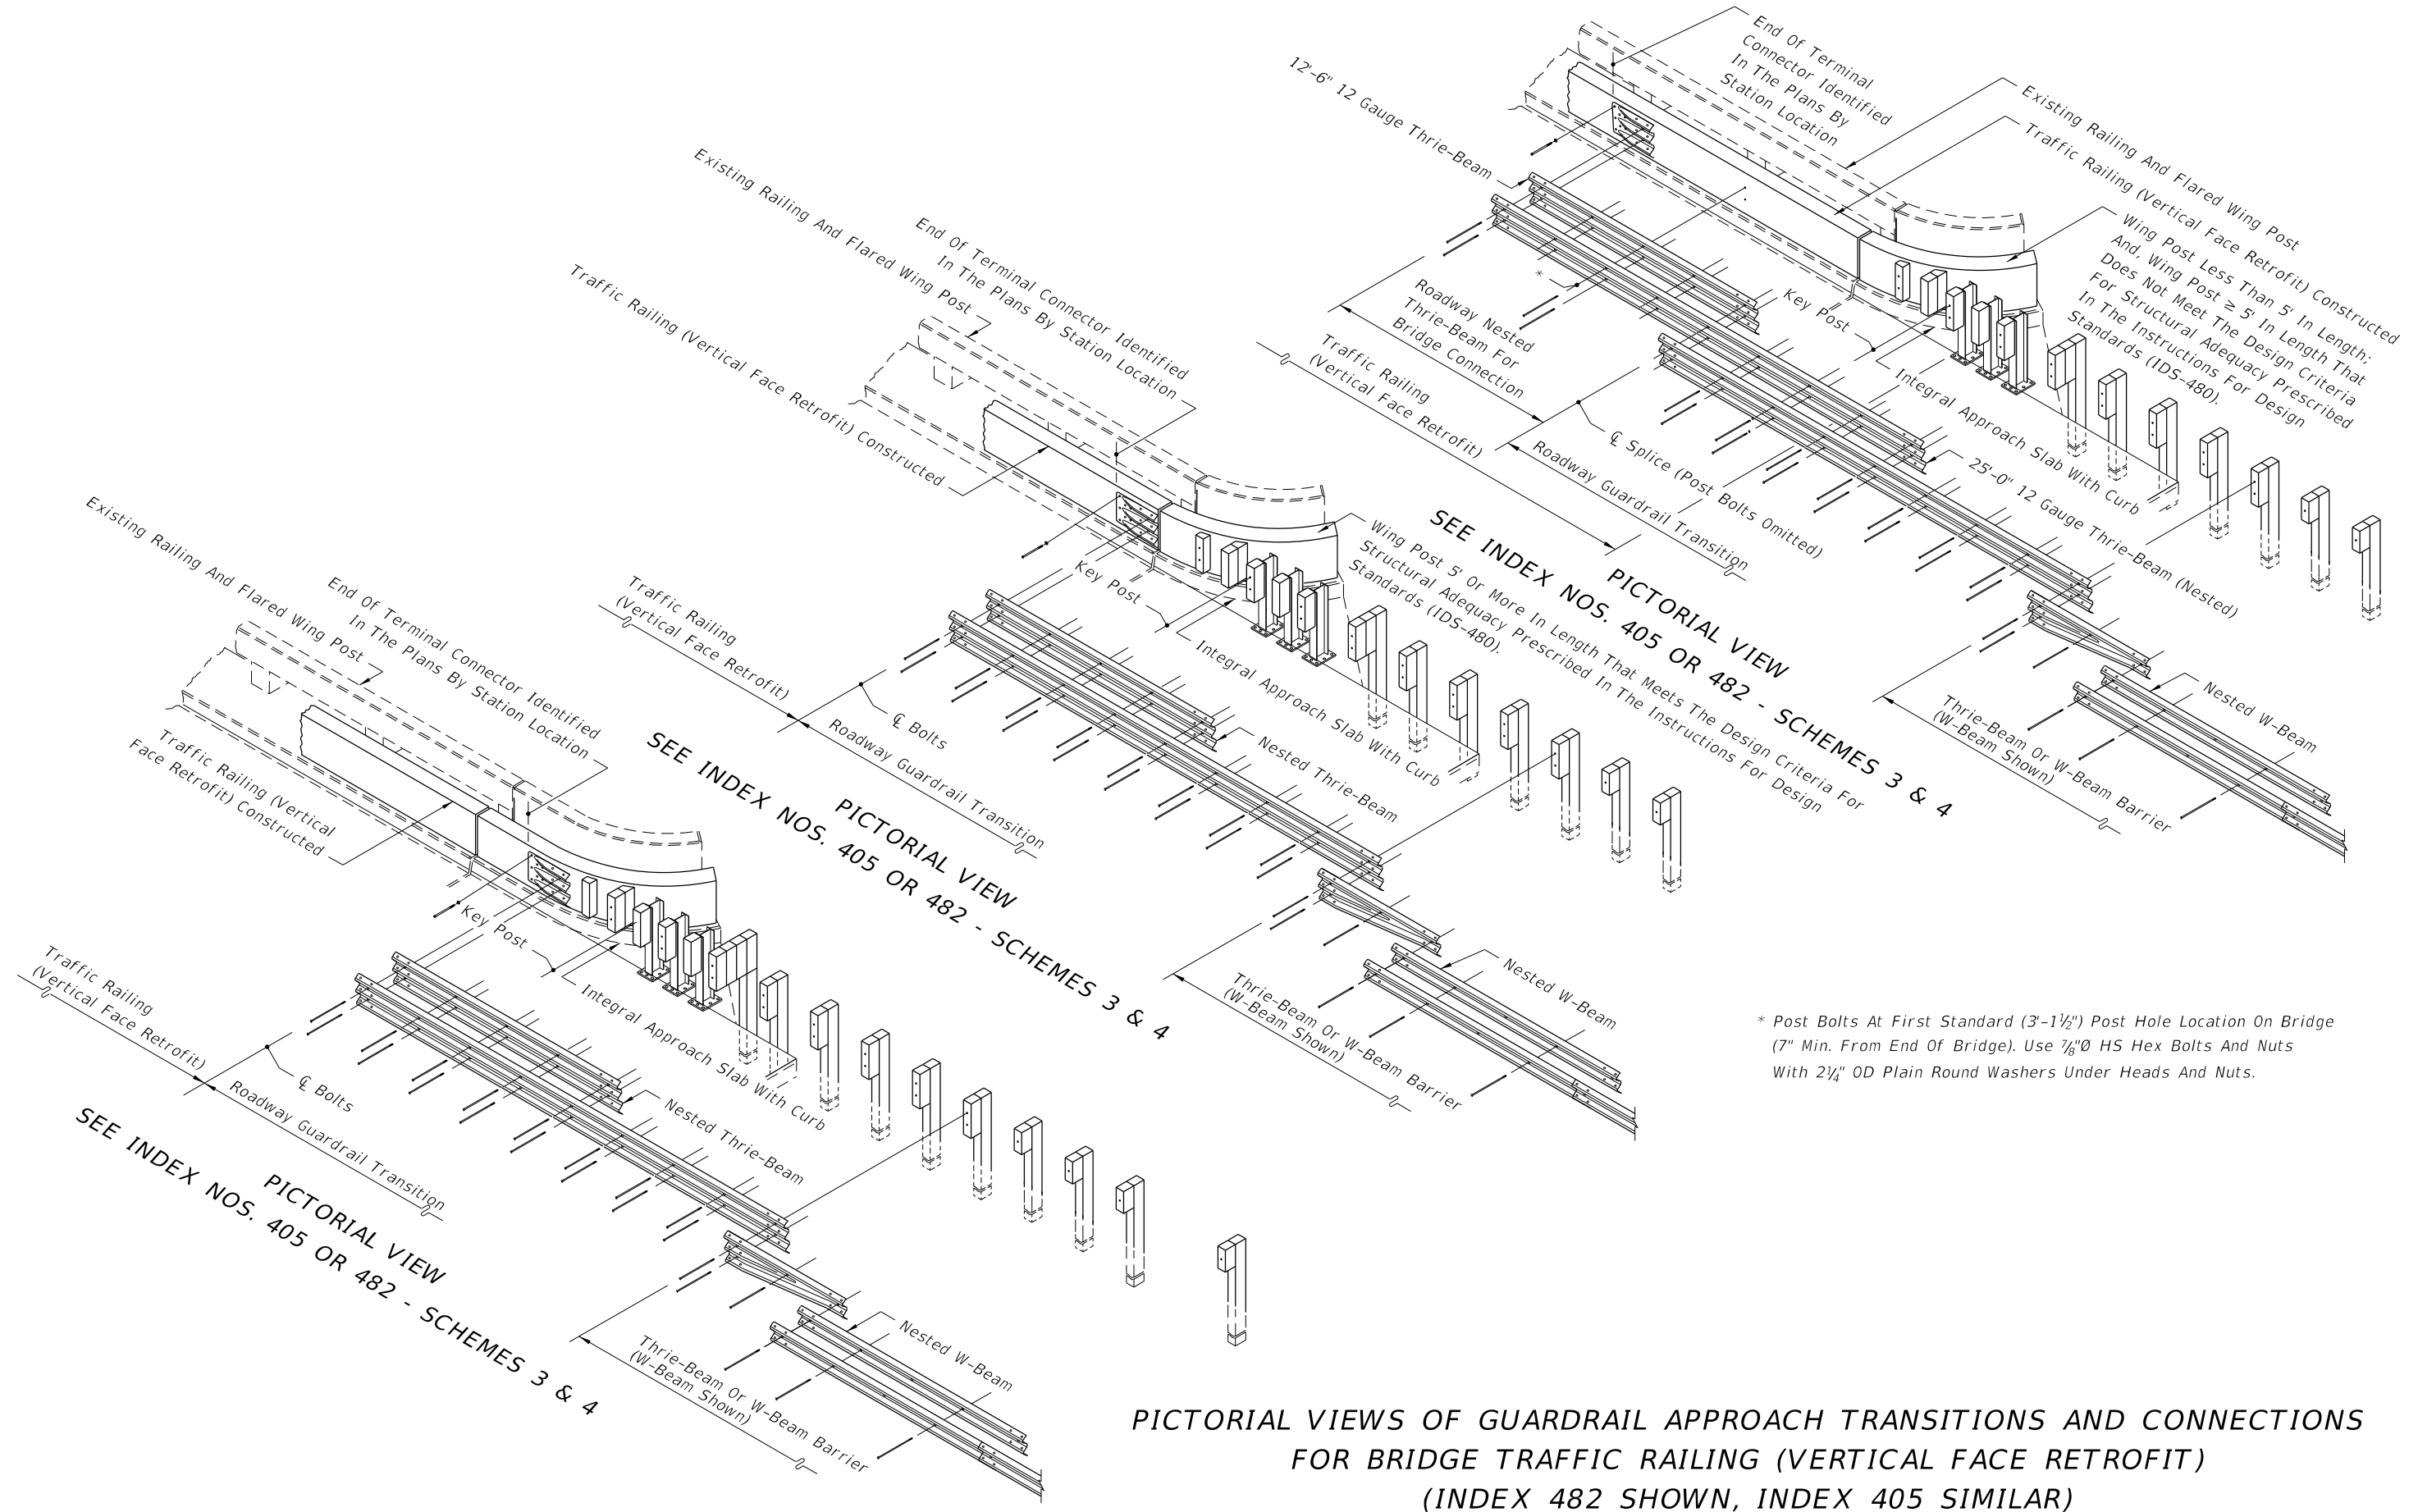 End Of Terminal
Connector Identified
In The Plans By
Station Location
12'-6" 12 Gauge Thrie-Beam
Existing Railing And Flared Wing Post
Traffic Railing (Vertical Face Retrofit) Constructed
Wing Post Less Than 5' In Length;
And, Wing Post ≥ 5' In Length That
Does Not Meet The Design Criteria
For Structural Adequacy Prescribed
In The Instructions For Design
Standards (IDS-480).
*
Key Post
Roadway Nested
Thrie-Beam For
Bridge Connection
Traffic Railing
(Vertical Face Retrofit)
Integral Approach Slab With Curb
℄ Splice (Post Bolts Omitted)
Roadway Guardrail Transition
25'-0" 12 Gauge Thrie-Beam (Nested)
PICTORIAL VIEW
SEE INDEX NOS. 405 OR 482 - SCHEMES 3 & 4
Nested W-Beam
Thrie-Beam Or W-Beam Barrier
(W-Beam Shown)
Existing Railing And Flared Wing Post
End Of Terminal Connector Identified
In The Plans By Station Location
Traffic Railing (Vertical Face Retrofit) Constructed
Wing Post 5' Or More In Length That Meets The Design Criteria For
Structural Adequacy Prescribed In The Instructions For Design
Standards (IDS-480).
Key Post
Traffic Railing
(Vertical Face Retrofit)
Integral Approach Slab With Curb
℄ Bolts
Roadway Guardrail Transition
Nested Thrie-Beam
PICTORIAL VIEW
SEE INDEX NOS. 405 OR 482 - SCHEMES 3 & 4
Nested W-Beam
Thrie-Beam Or W-Beam Barrier
(W-Beam Shown)
Existing Railing And Flared Wing Post
End Of Terminal Connector Identified
In The Plans By Station Location
Traffic Railing (Vertical
Face Retrofit) Constructed
Key Post
Traffic Railing
(Vertical Face Retrofit)
Integral Approach Slab With Curb
℄ Bolts
Roadway Guardrail Transition
Nested Thrie-Beam
PICTORIAL VIEW
SEE INDEX NOS. 405 OR 482 - SCHEMES 3 & 4
Nested W-Beam
Thrie-Beam Or W-Beam Barrier
(W-Beam Shown)
* Post Bolts At First Standard (3'-1½") Post Hole Location On Bridge
(7" Min. From End Of Bridge). Use ⅞"Ø HS Hex Bolts And Nuts
With 2¼" OD Plain Round Washers Under Heads And Nuts.
PICTORIAL VIEWS OF GUARDRAIL APPROACH TRANSITIONS AND CONNECTIONS
FOR BRIDGE TRAFFIC RAILING (VERTICAL FACE RETROFIT)
(INDEX 482 SHOWN, INDEX 405 SIMILAR)